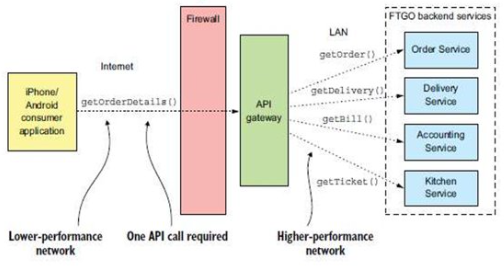 Firewall
FTGO backend services
LAN
Internet
getOrder()
Order Service
iPhone/
Android
consumer
application
getOrderDetails()
API
gateway
getDelivery()
Delivery
Service
getBill()
Accounting
Service
getTicket()
Kitchen
Service
Lower-performance
network
One API call required
Higher-performance
network